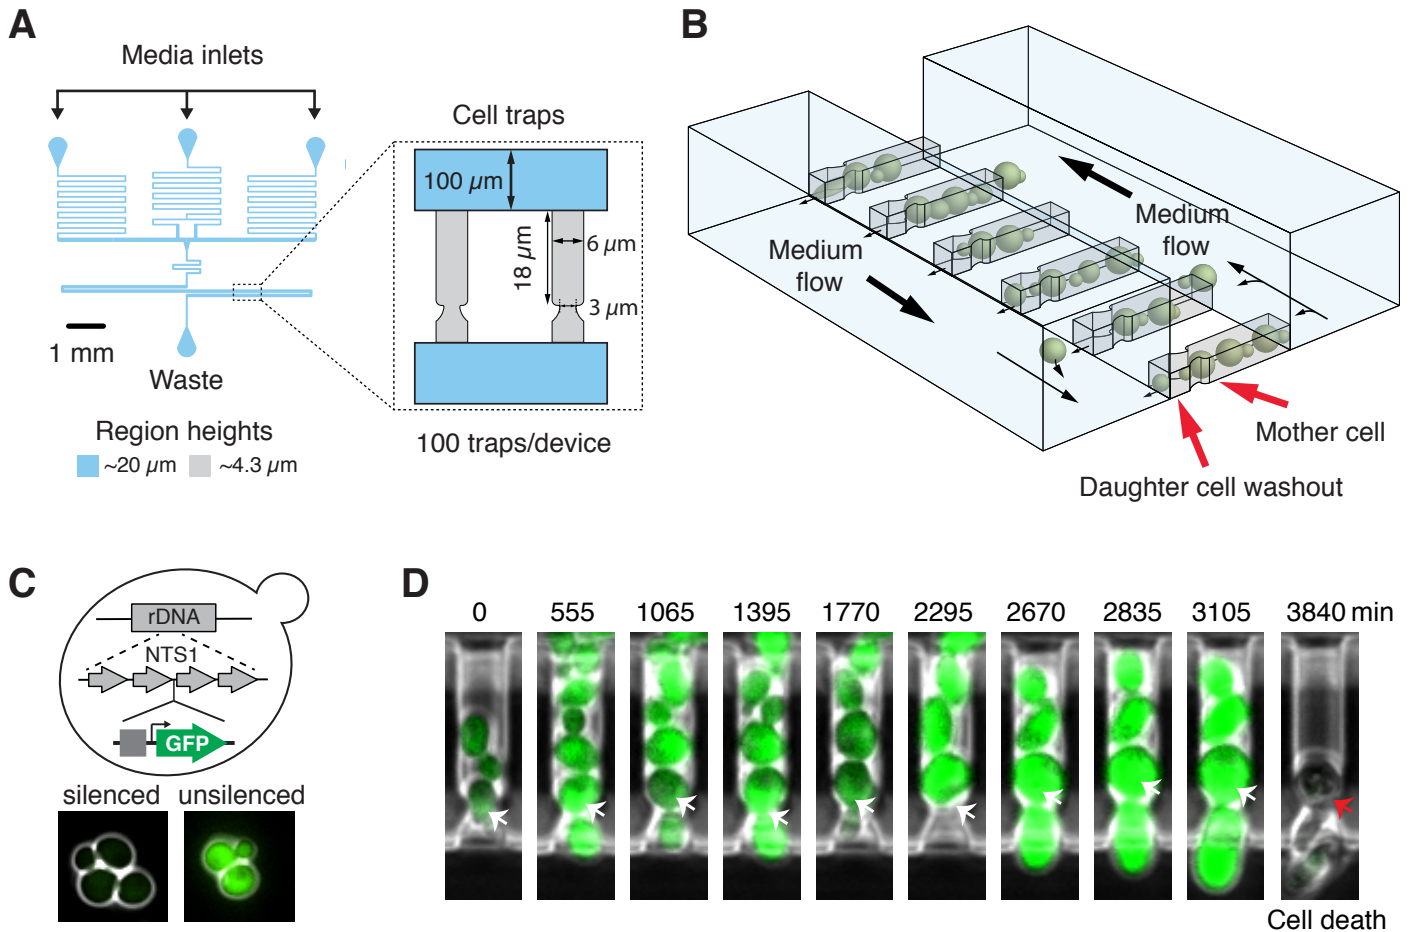 A
Media inlets
1 mm
Waste
Region heights
~20 µm
~4.3 µm
Cell traps
100 µm
18 µm
6 µm
3 µm
100 traps/device
B
Medium
flow
Medium
flow
Mother cell
Daughter cell washout
C
rDNA
NTS1
GFP
silenced
unsilenced
D
0
555
1065
1395
1770
2295
2670
2835
3105
3840 min
Cell death